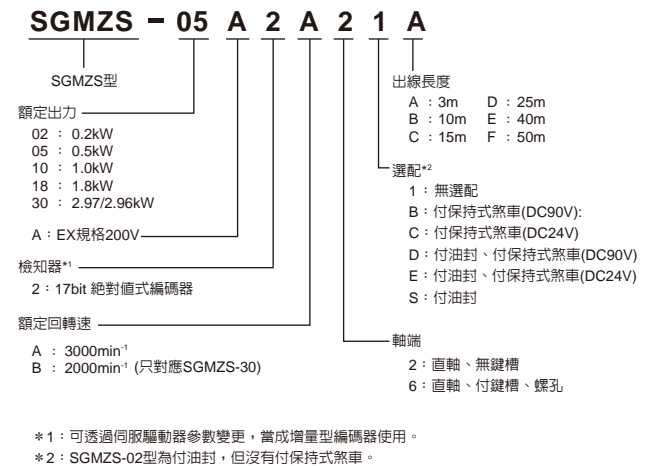 SGMZS - 05 A 2 A 2 1 A
SGMZS型
額定出力
02 : 0.2kW
05 : 0.5kW
10 : 1.0kW
18 : 1.8kW
30 : 2.97/2.96kW
A:EX規格200V
檢知器*1
2:17bit 絶對值式編碼器
額定回轉速
A : 3000min-1
B : 2000min-1 (只對應SGMZS-30)
出線長度
A :3m D :25m
B :10m E :40m
C :15m F :50m
選配*2
1:無選配
B:付保持式煞車(DC90V):
C:付保持式煞車(DC24V)
D:付油封、付保持式煞車(DC90V)
E:付油封、付保持式煞車(DC24V)
S:付油封
軸端
2:直軸、無鍵槽
6:直軸、付鍵槽、螺孔
*1:可透過伺服驅動器參數變更,當成增量型編碼器使用。
*2:SGMZS-02型為付油封,但沒有付保持式煞車。